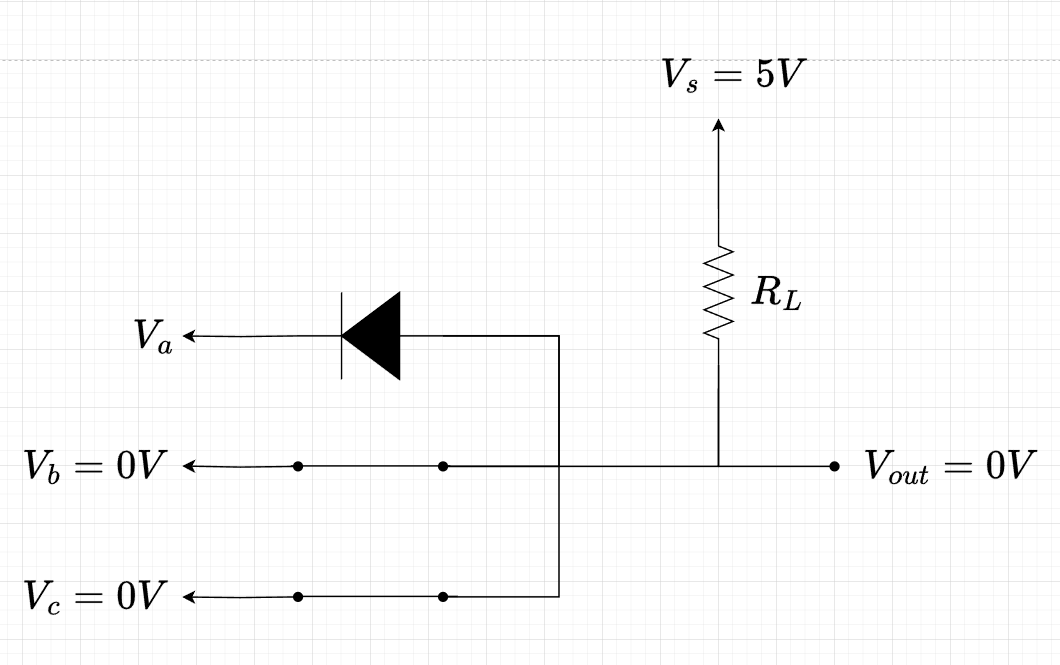 V_s = 5V
R_L
V_a
V_b = 0V
V_out = 0V
V_c = 0V